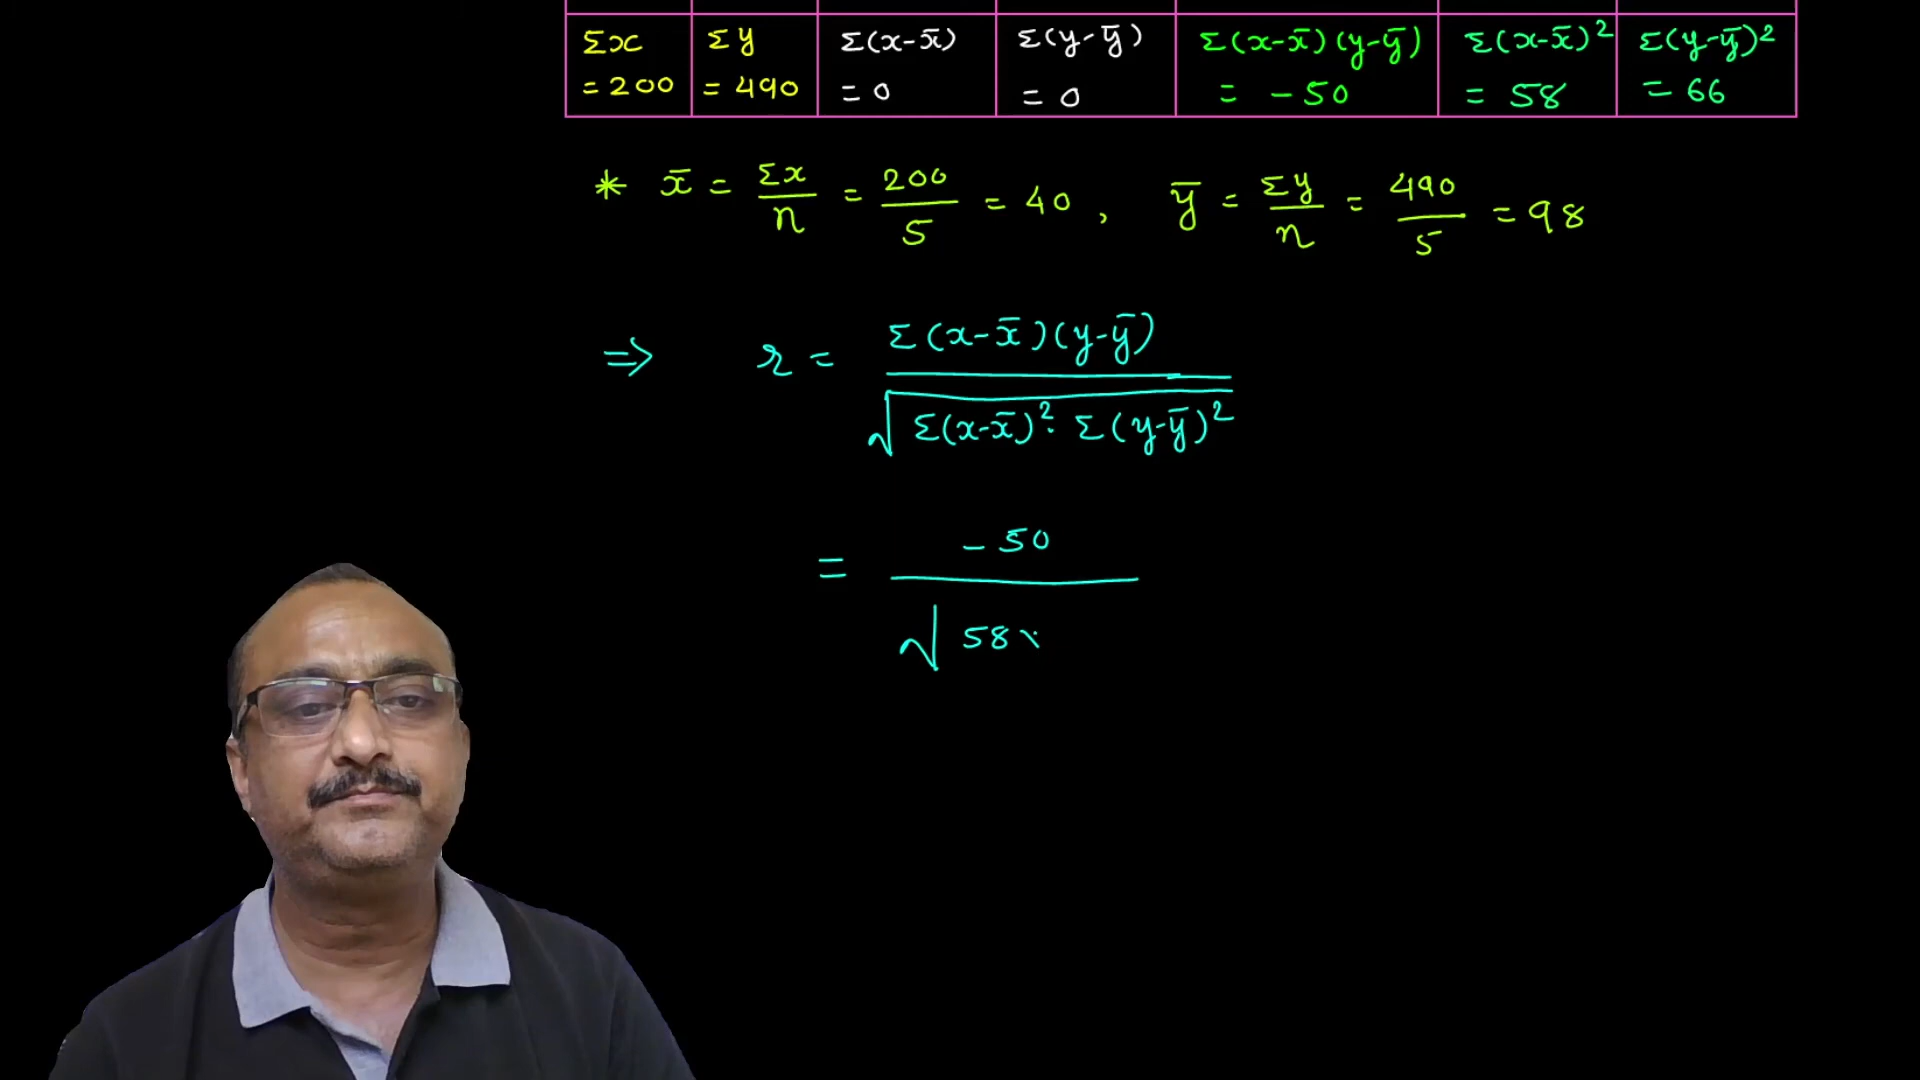 Σx Σy Σ(x-x̄) Σ(y-ȳ) Σ(x-x̄)(y-ȳ) Σ(x-x̄)² Σ(y-ȳ)²
=200 =490 =0 =0 = -50 = 58 = 66
* x̄ = Σx/n = 200/5 = 40, ȳ = Σy/n = 490/5 = 98
⇒ r = Σ(x-x̄)(y-ȳ) / √Σ(x-x̄)²·Σ(y-ȳ)²
= -50 / √58×